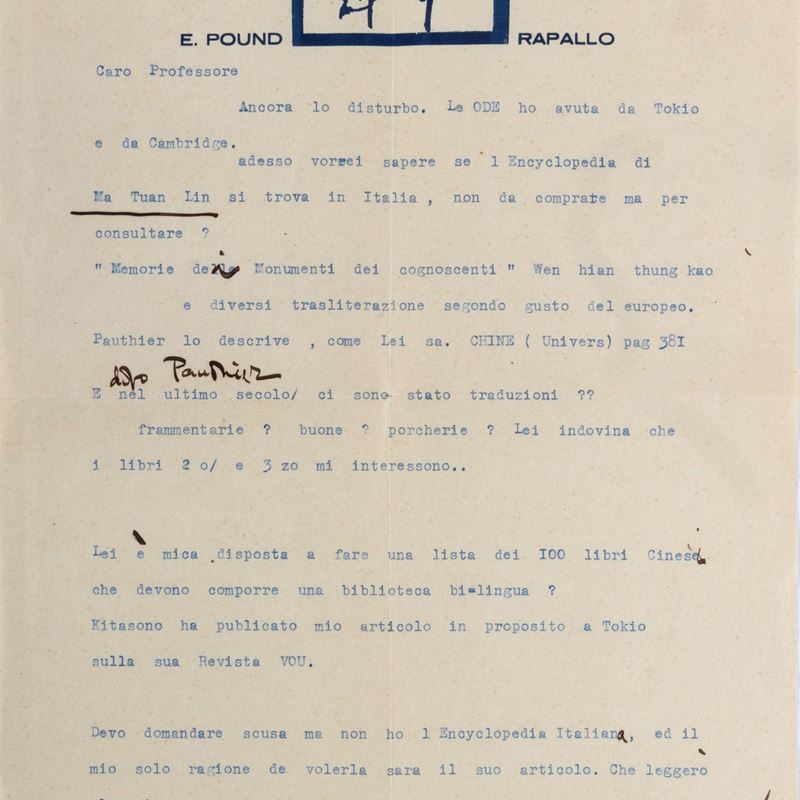 E. POUND RAPALLO
Caro Professore
Ancora lo disturbo. Le ODE ho avuta da Tokio
e da Cambridge.
adesso vorrei sapere se l Encyclopedia di
Ma Tuan Lin si trova in Italia , non da comprare ma per
consultare ?
" Memorie dei Monumenti dei cognoscenti " Wen hian thung kao
e diversi trasliterazione segondo gusto del europeo.
Pauthier lo descrive , come Lei sa. CHINE ( Univers) pag 38I
dopo Pauthier
E nel ultimo secolo/ ci sono stato traduzioni ??
frammentarie ? buone ? porcherie ? Lei indovina che
i libri 2 o/ e 3 zo mi interessono..
Lei è mica disposta a fare una lista dei IOO libri Cinesi
che devono comporre una biblioteca bi=lingua ?
Kitasono ha publicato mio articolo in proposito a Tokio
sulla sua Revista VOU.
Devo domandare scusa ma non ho l Encyclopedia Italiana, ed il
mio solo ragione de volerla sara il suo articolo. Che leggerò